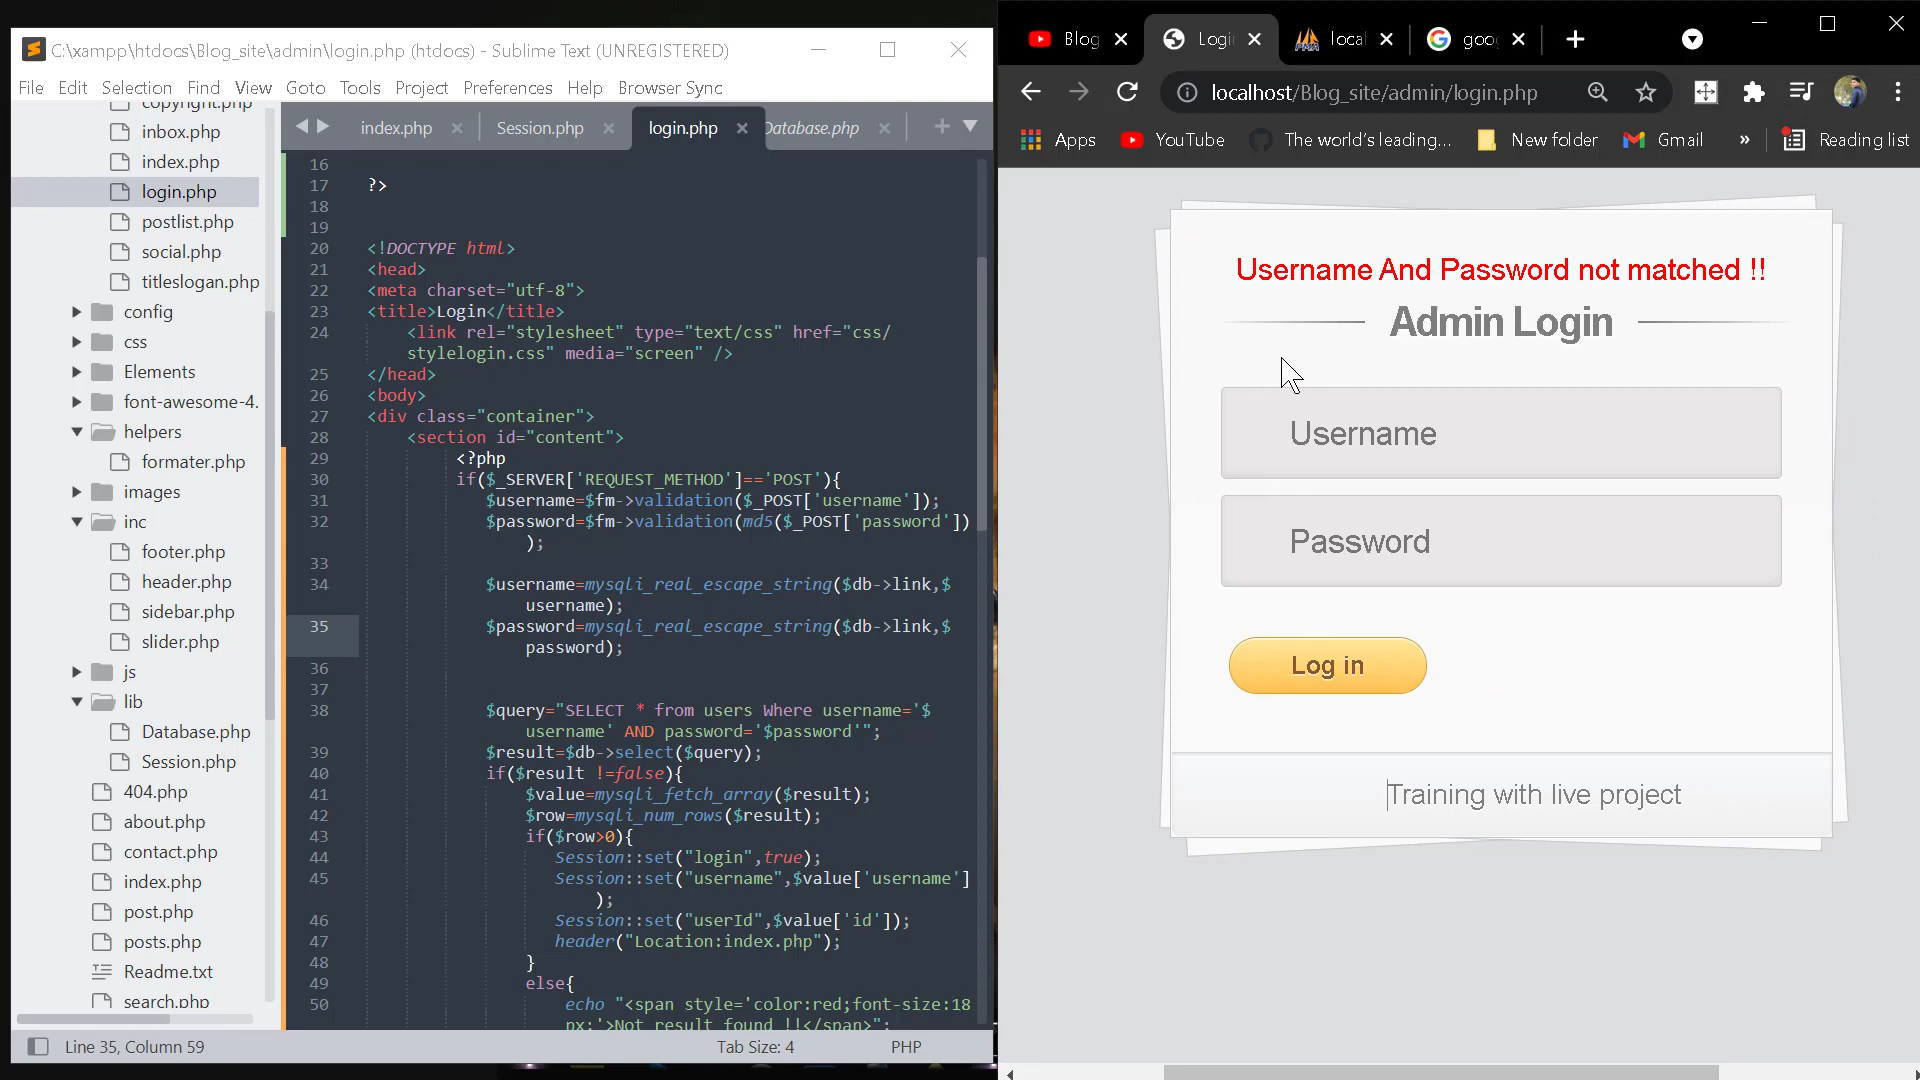 C:\xampp\htdocs\Blog_site\admin\login.php (htdocs) - Sublime Text (UNREGISTERED)
File Edit Selection Find View Goto Tools Project Preferences Help Browser Sync
copyright.php
inbox.php
index.php
login.php
postlist.php
social.php
titleslogan.php
config
css
Elements
font-awesome-4.
helpers
formater.php
images
inc
footer.php
header.php
sidebar.php
slider.php
js
lib
Database.php
Session.php
404.php
about.php
contact.php
index.php
post.php
posts.php
Readme.txt
search.php
index.php Session.php login.php Database.php
16
17 ?>
18
19
20 <!DOCTYPE html>
21 <head>
22 <meta charset="utf-8">
23 <title>Login</title>
24 <link rel="stylesheet" type="text/css" href="css/
stylelogin.css" media="screen" />
25 </head>
26 <body>
27 <div class="container">
28 <section id="content">
29 <?php
30 if($_SERVER['REQUEST_METHOD']=='POST'){
31 $username=$fm->validation($_POST['username']);
32 $password=$fm->validation(md5($_POST['password'])
);
33
34 $username=mysqli_real_escape_string($db->link,$
username);
35 $password=mysqli_real_escape_string($db->link,$
password);
36
37
38 $query="SELECT * from users Where username='$
username' AND password='$password'";
39 $result=$db->select($query);
40 if($result !=false){
41 $value=mysqli_fetch_array($result);
42 $row=mysqli_num_rows($result);
43 if($row>0){
44 Session::set("login",true);
45 Session::set("username",$value['username']
);
46 Session::set("userId",$value['id']);
47 header("Location:index.php");
48 }
49 else{
50 echo "<span style='color:red;font-size:18
px;'>Not result found !!</span>";
Line 35, Column 59 Tab Size: 4 PHP
Blog Logi local goo
localhost/Blog_site/admin/login.php
Apps YouTube The world's leading... New folder Gmail » Reading list
Username And Password not matched !!
Admin Login
Username
Password
Log in
Training with live project